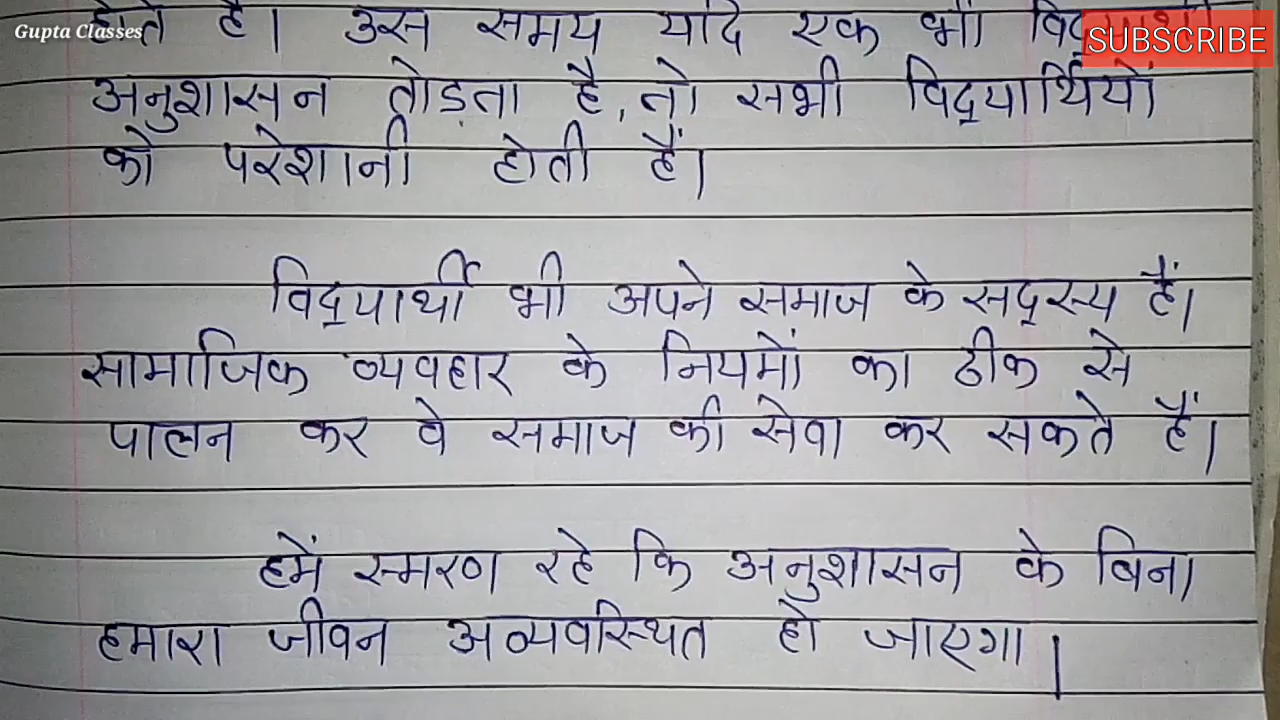 Gupta Classes
SUBSCRIBE
होते है। उस समय यदि एक भी विद्यार्थी
अनुशासन तोड़ता है, तो सभी विद्यार्थियों
को परेशानी होती हैं।
विद्यार्थी भी अपने समाज के सद्स्य हैं।
सामाजिक व्यवहार के नियमों का ठीक से
पालन कर वे समाज की सेवा कर सकते हैं।
हमें स्मरण रहे कि अनुशासन के बिना
हमारा जीवन अव्यवस्थित हो जाएगा।